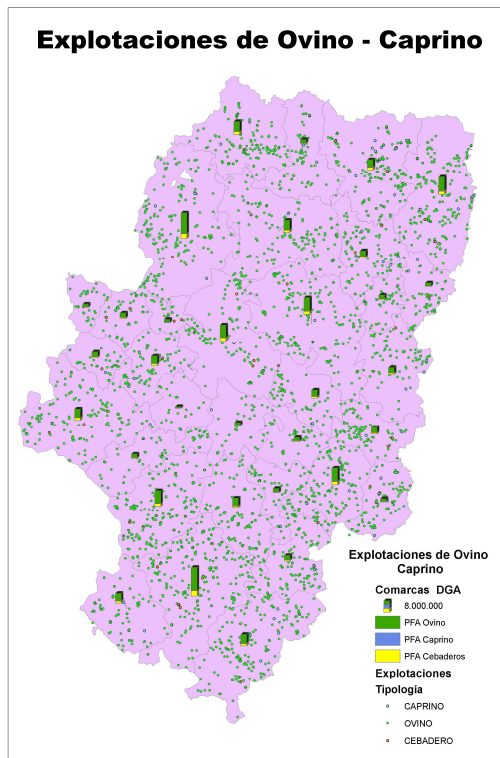 Explotaciones de Ovino - Caprino
Explotaciones de Ovino
Caprino
Comarcas DGA
8.000.000
PFA Ovino
PFA Caprino
PFA Cebaderos
Explotaciones
Tipología
CAPRINO
OVINO
CEBADERO